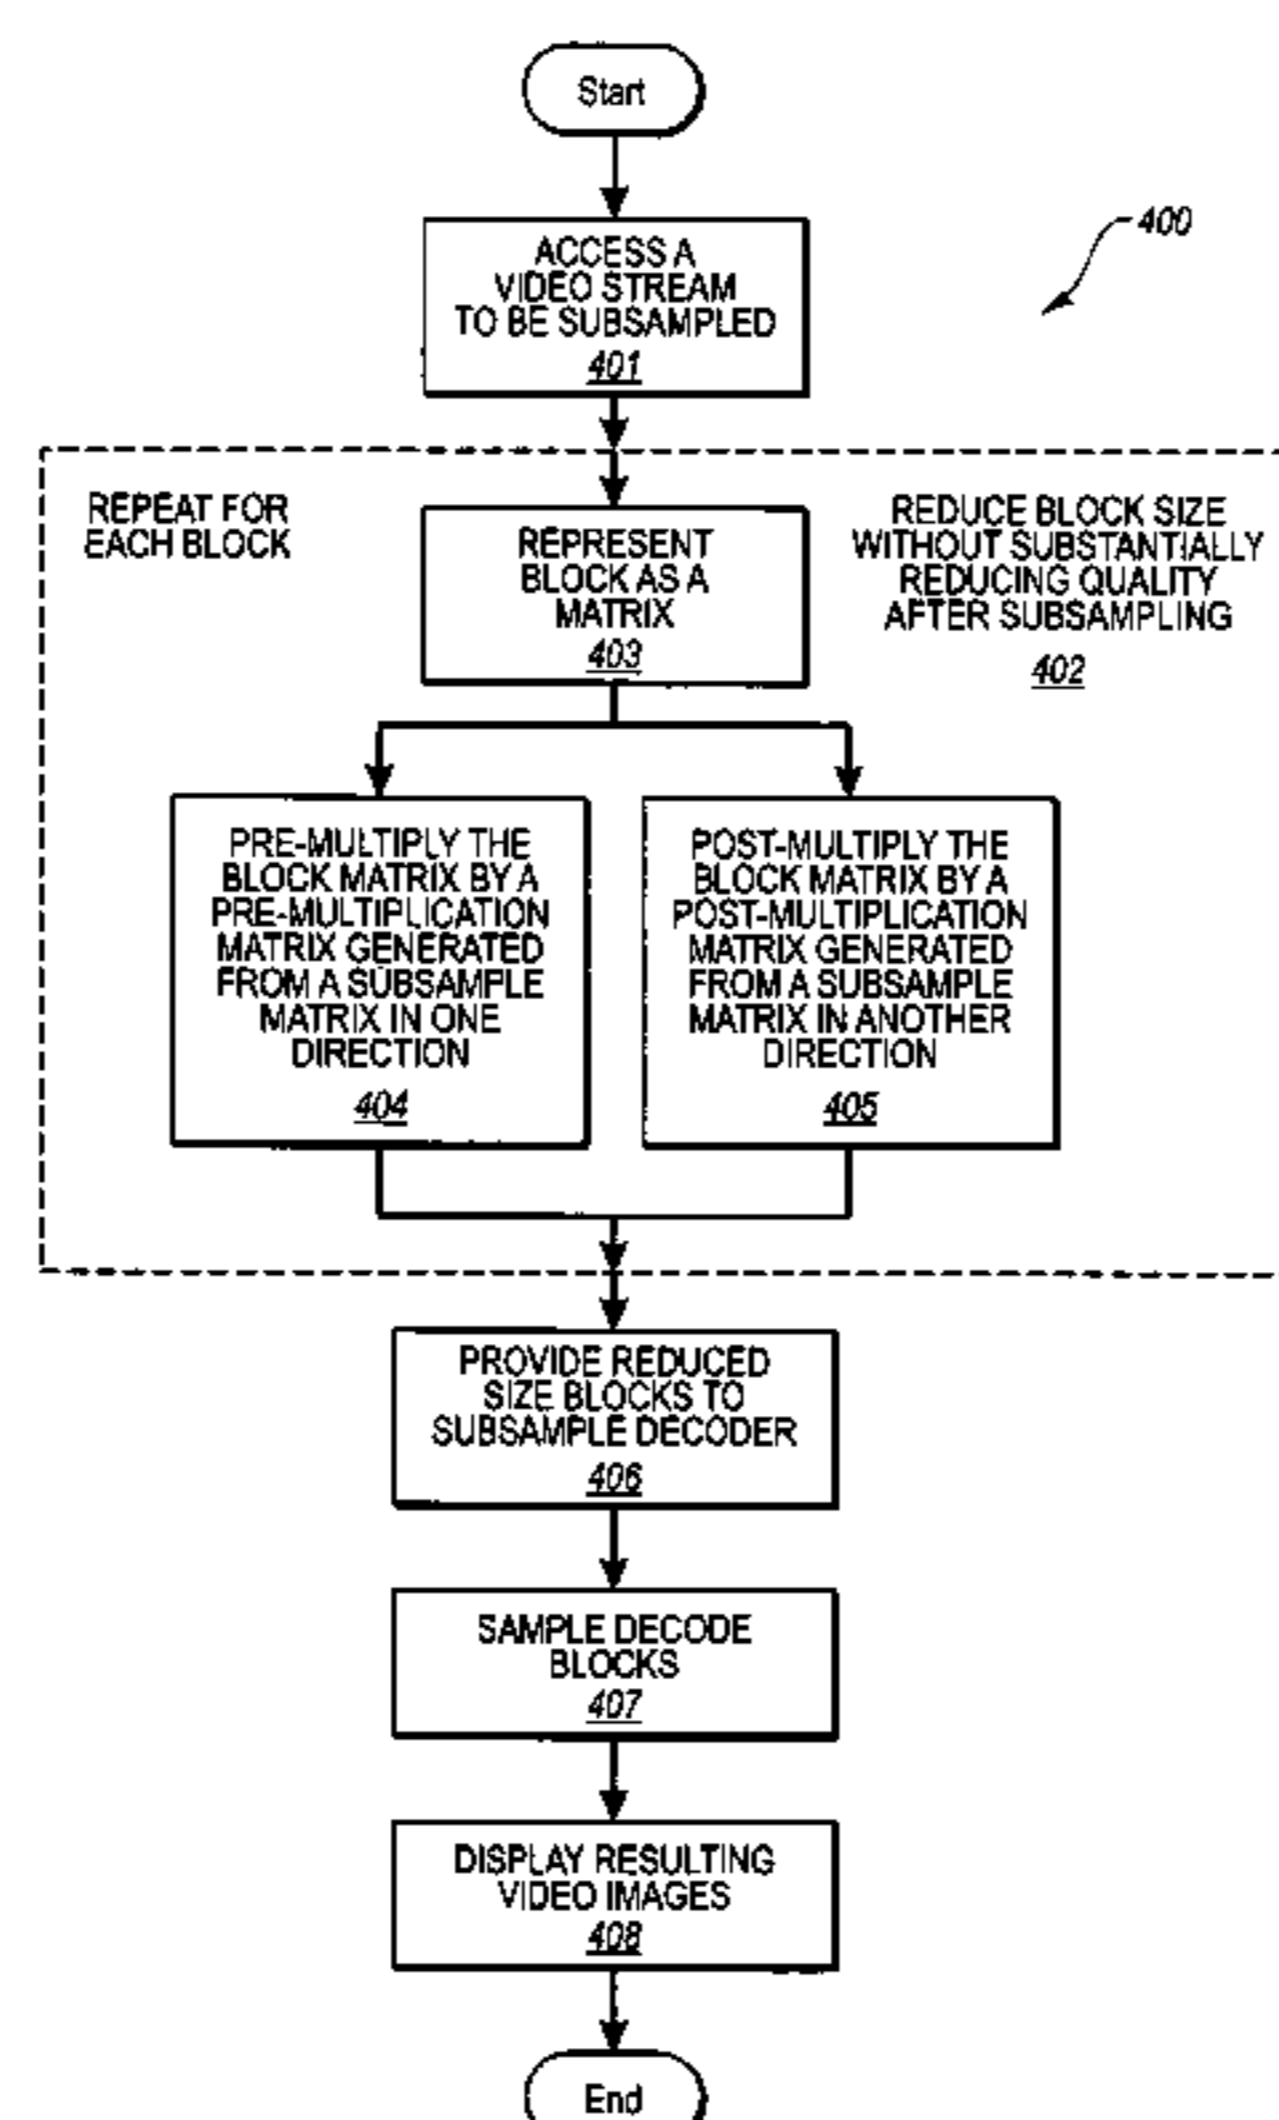 Start
400
ACCESS A
VIDEO STREAM
TO BE SUBSAMPLED
401
REPEAT FOR
EACH BLOCK
REPRESENT
BLOCK AS A
MATRIX
403
REDUCE BLOCK SIZE
WITHOUT SUBSTANTIALLY
REDUCING QUALITY
AFTER SUBSAMPLING
402
PRE-MULTIPLY THE
BLOCK MATRIX BY A
PRE-MULTIPLICATION
MATRIX GENERATED
FROM A SUBSAMPLE
MATRIX IN ONE
DIRECTION
404
POST-MULTIPLY THE
BLOCK MATRIX BY A
POST-MULTIPLICATION
MATRIX GENERATED
FROM A SUBSAMPLE
MATRIX IN ANOTHER
DIRECTION
405
PROVIDE REDUCED
SIZE BLOCKS TO
SUBSAMPLE DECODER
406
SAMPLE DECODE
BLOCKS
407
DISPLAY RESULTING
VIDEO IMAGES
408
End